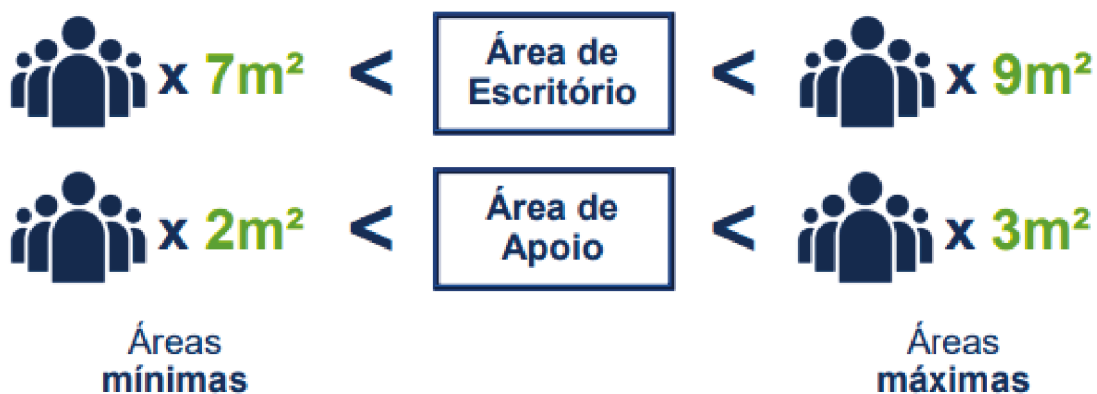 x 7m² < Área de Escritório < x 9m²
x 2m² < Área de Apoio < x 3m²
Áreas mínimas
Áreas máximas